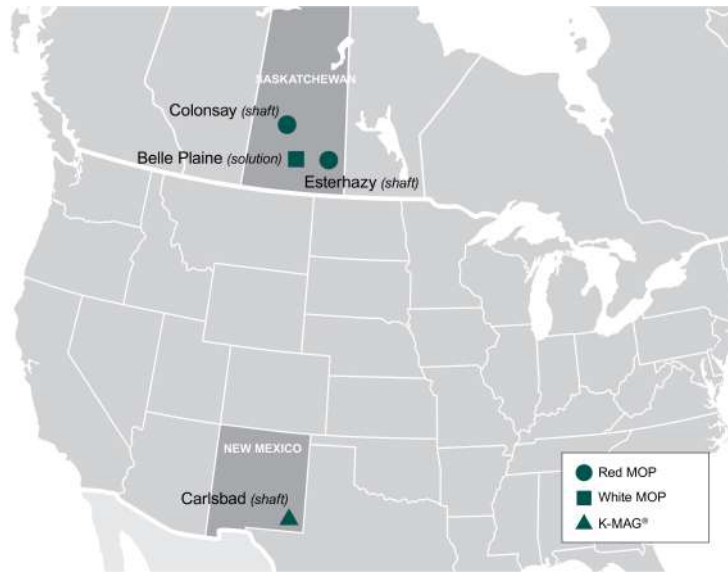 SASKATCHEWAN
Colonsay (shaft)
Belle Plaine (solution)
Esterhazy (shaft)
NEW MEXICO
Carlsbad (shaft)
Red MOP
White MOP
K-MAG®